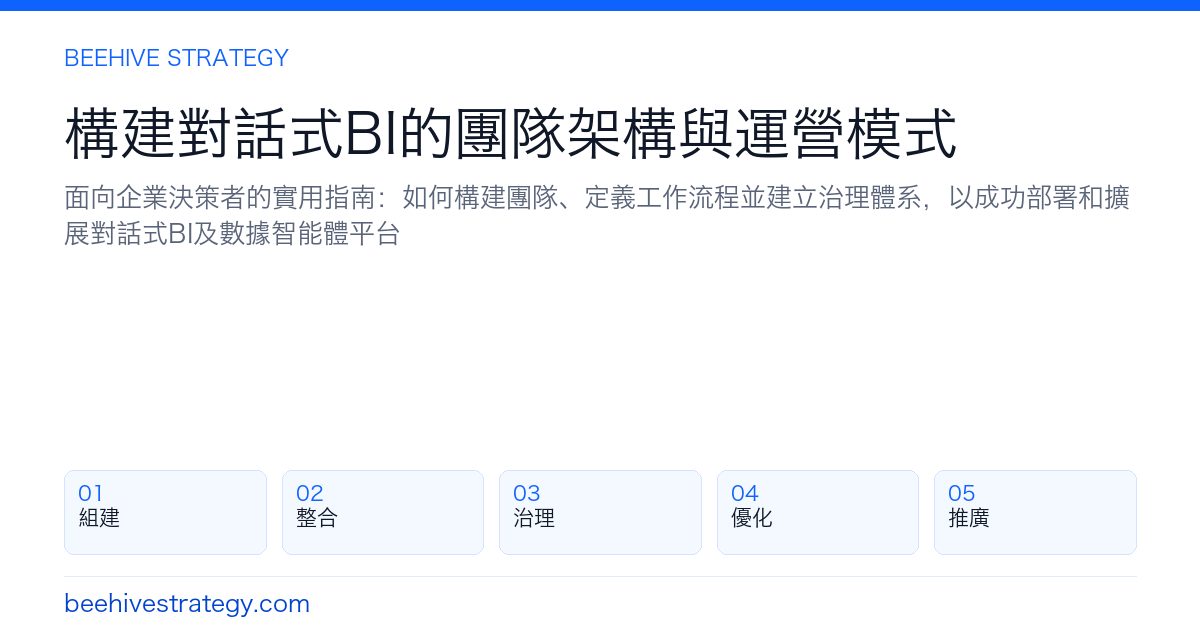 BEEHIVE STRATEGY
構建對話式BI的團隊架構與運營模式
面向企業決策者的實用指南：如何構建團隊、定義工作流程並建立治理體系，以成功部署和擴
展對話式BI及數據智能體平台
01
組建
02
整合
03
治理
04
優化
05
推廣
beehivestrategy.com